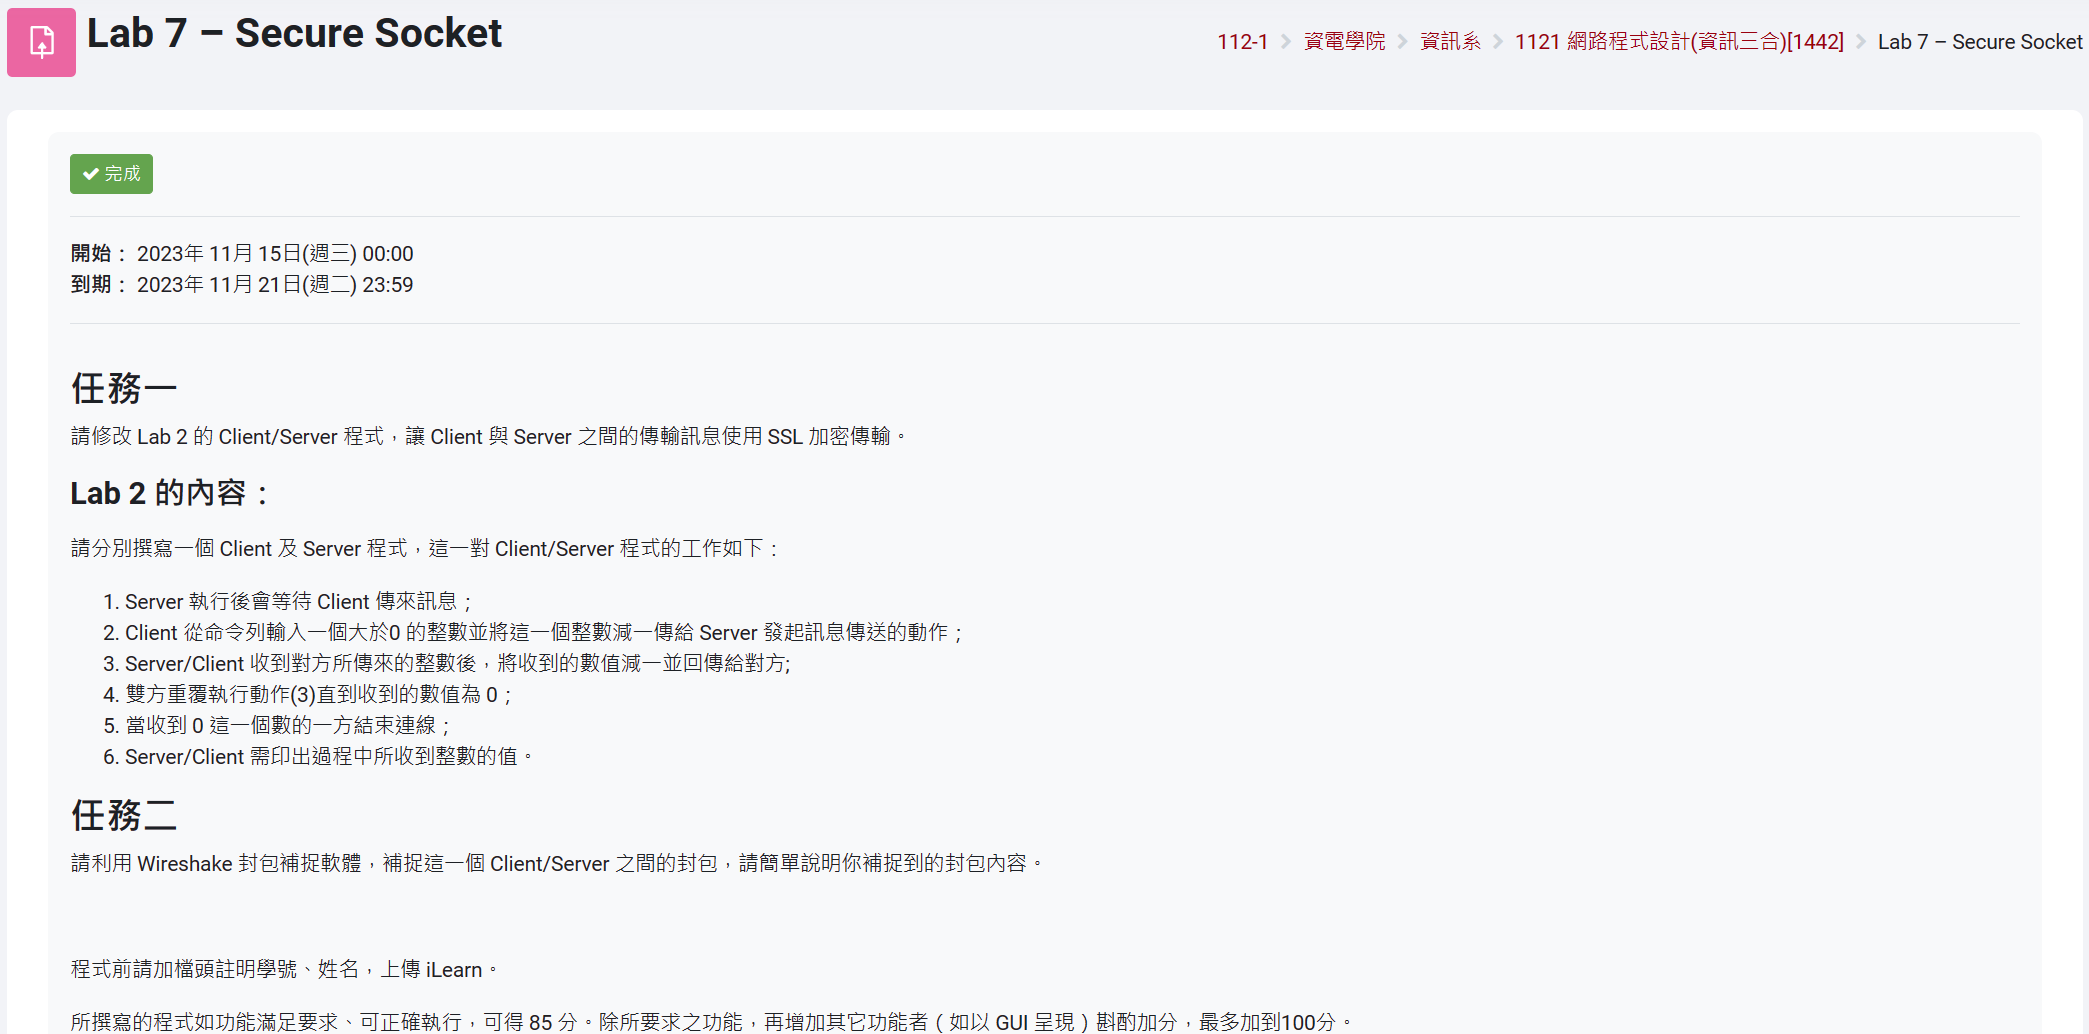 Lab 7 – Secure Socket
112-1 > 資電學院 > 資訊系 > 1121 網路程式設計(資訊三合)[1442] > Lab 7 – Secure Socket
完成
開始： 2023年 11月 15日(週三) 00:00
到期： 2023年 11月 21日(週二) 23:59
任務一
請修改 Lab 2 的 Client/Server 程式，讓 Client 與 Server 之間的傳輸訊息使用 SSL 加密傳輸。
Lab 2 的內容：
請分別撰寫一個 Client 及 Server 程式，這一對 Client/Server 程式的工作如下：
1. Server 執行後會等待 Client 傳來訊息；
2. Client 從命令列輸入一個大於0 的整數並將這一個整數減一傳給 Server 發起訊息傳送的動作；
3. Server/Client 收到對方所傳來的整數後，將收到的數值減一並回傳給對方;
4. 雙方重覆執行動作(3)直到收到的數值為 0；
5. 當收到 0 這一個數的一方結束連線；
6. Server/Client 需印出過程中所收到整數的值。
任務二
請利用 Wireshake 封包補捉軟體，補捉這一個 Client/Server 之間的封包，請簡單說明你補捉到的封包內容。
程式前請加檔頭註明學號、姓名，上傳 iLearn。
所撰寫的程式如功能滿足要求、可正確執行，可得 85 分。除所要求之功能，再增加其它功能者（如以 GUI 呈現）斟酌加分，最多加到100分。